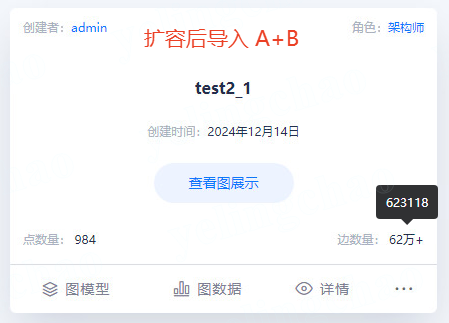 创建者：admin
扩容后导入 A+B
角色：架构师
test2_1
创建时间：2024年12月14日
查看图展示
623118
点数量： 984
边数量： 62万+
图模型 图数据 详情 ···